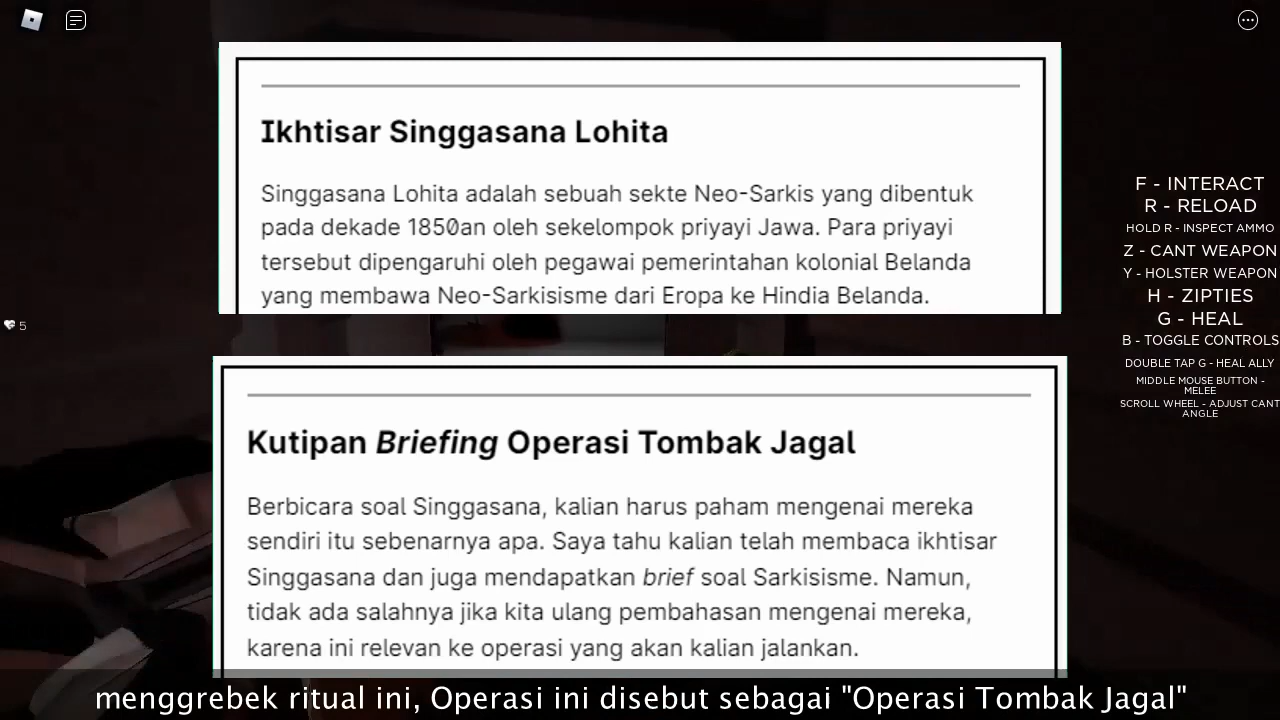 Ikhtisar Singgasana Lohita
Singgasana Lohita adalah sebuah sekte Neo-Sarkis yang dibentuk
pada dekade 1850an oleh sekelompok priyayi Jawa. Para priyayi
tersebut dipengaruhi oleh pegawai pemerintahan kolonial Belanda
yang membawa Neo-Sarkisisme dari Eropa ke Hindia Belanda.
F - INTERACT
R - RELOAD
HOLD R - INSPECT AMMO
Z - CANT WEAPON
Y - HOLSTER WEAPON
H - ZIPTIES
G - HEAL
B - TOGGLE CONTROLS
DOUBLE TAP G - HEAL ALLY
MIDDLE MOUSE BUTTON -
MELEE
SCROLL WHEEL - ADJUST CANT
ANGLE
5
Kutipan Briefing Operasi Tombak Jagal
Berbicara soal Singgasana, kalian harus paham mengenai mereka
sendiri itu sebenarnya apa. Saya tahu kalian telah membaca ikhtisar
Singgasana dan juga mendapatkan brief soal Sarkisisme. Namun,
tidak ada salahnya jika kita ulang pembahasan mengenai mereka,
karena ini relevan ke operasi yang akan kalian jalankan.
menggrebek ritual ini, Operasi ini disebut sebagai "Operasi Tombak Jagal"